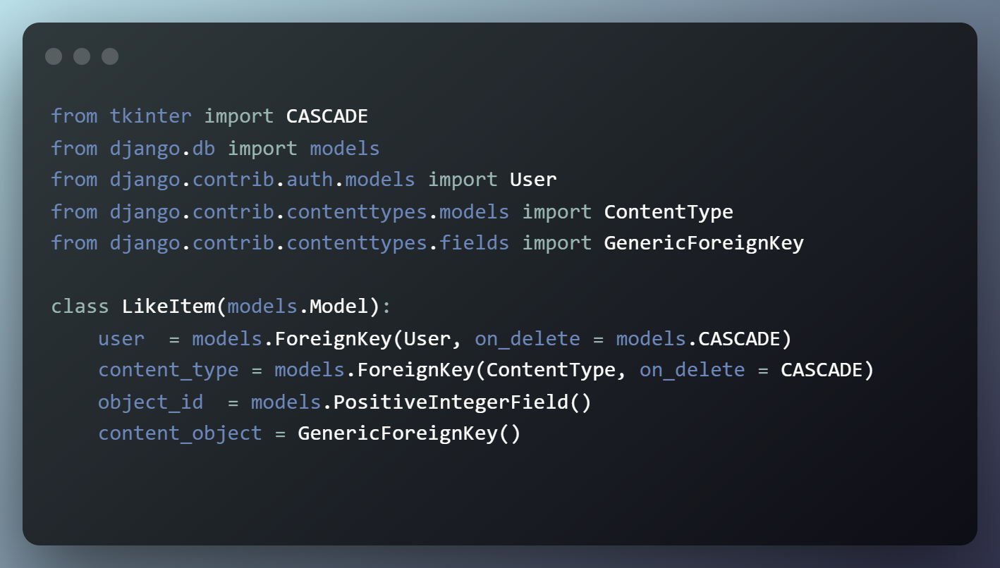 from tkinter import CASCADE
from django.db import models
from django.contrib.auth.models import User
from django.contrib.contenttypes.models import ContentType
from django.contrib.contenttypes.fields import GenericForeignKey

class LikeItem(models.Model):
    user  = models.ForeignKey(User, on_delete = models.CASCADE)
    content_type = models.ForeignKey(ContentType, on_delete = CASCADE)
    object_id  = models.PositiveIntegerField()
    content_object = GenericForeignKey()